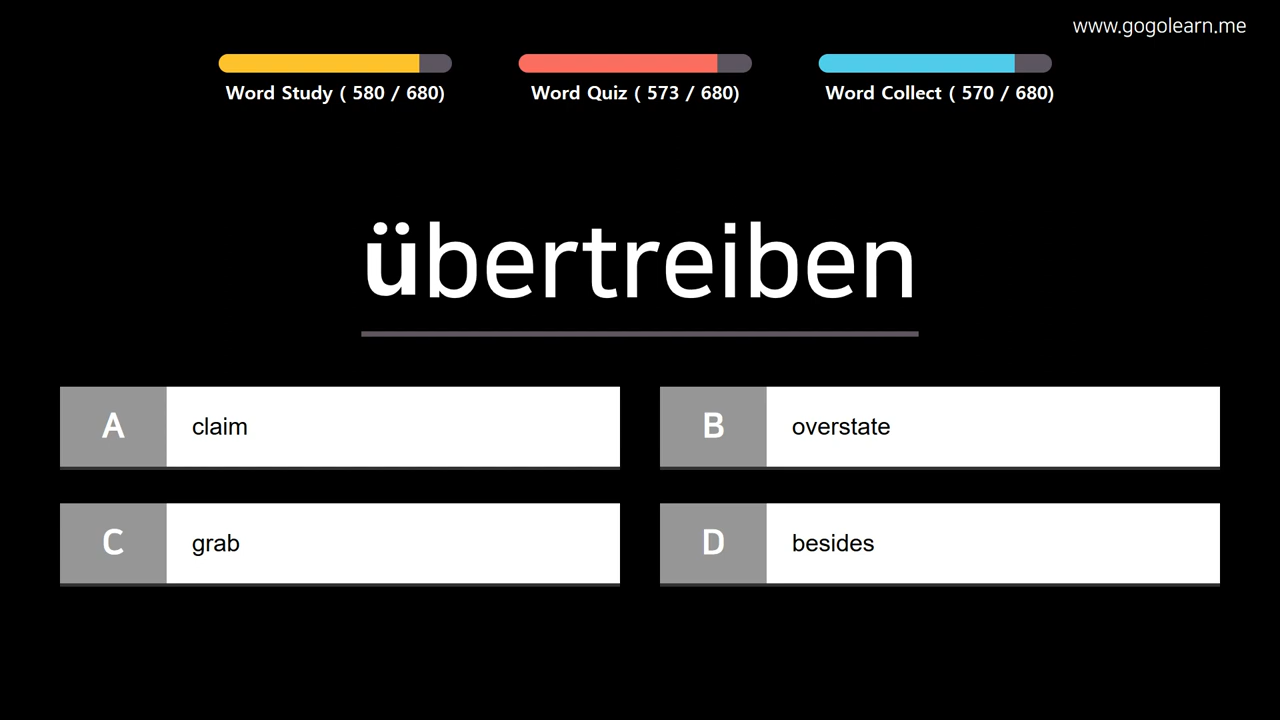 www.gogolearn.me
Word Study ( 580 / 680)
Word Quiz ( 573 / 680)
Word Collect ( 570 / 680)
übertreiben
A claim
B overstate
C grab
D besides